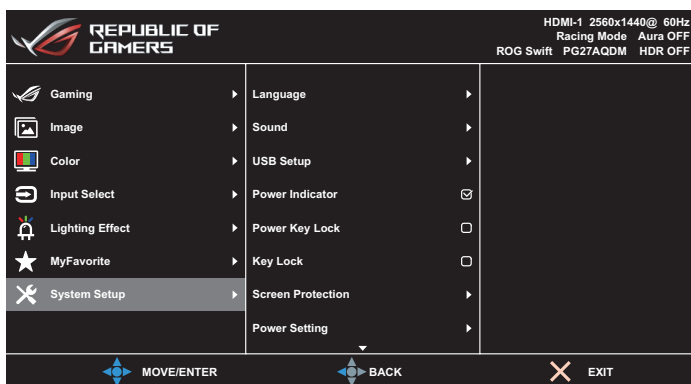 REPUBLIC OF
GAMERS
HDMI-1 2560x1440@ 60Hz
Racing Mode Aura OFF
ROG Swift PG27AQDM HDR OFF
Gaming
Image
Color
Input Select
Lighting Effect
MyFavorite
System Setup
Language
Sound
USB Setup
Power Indicator
Power Key Lock
Key Lock
Screen Protection
Power Setting
MOVE/ENTER
BACK
EXIT